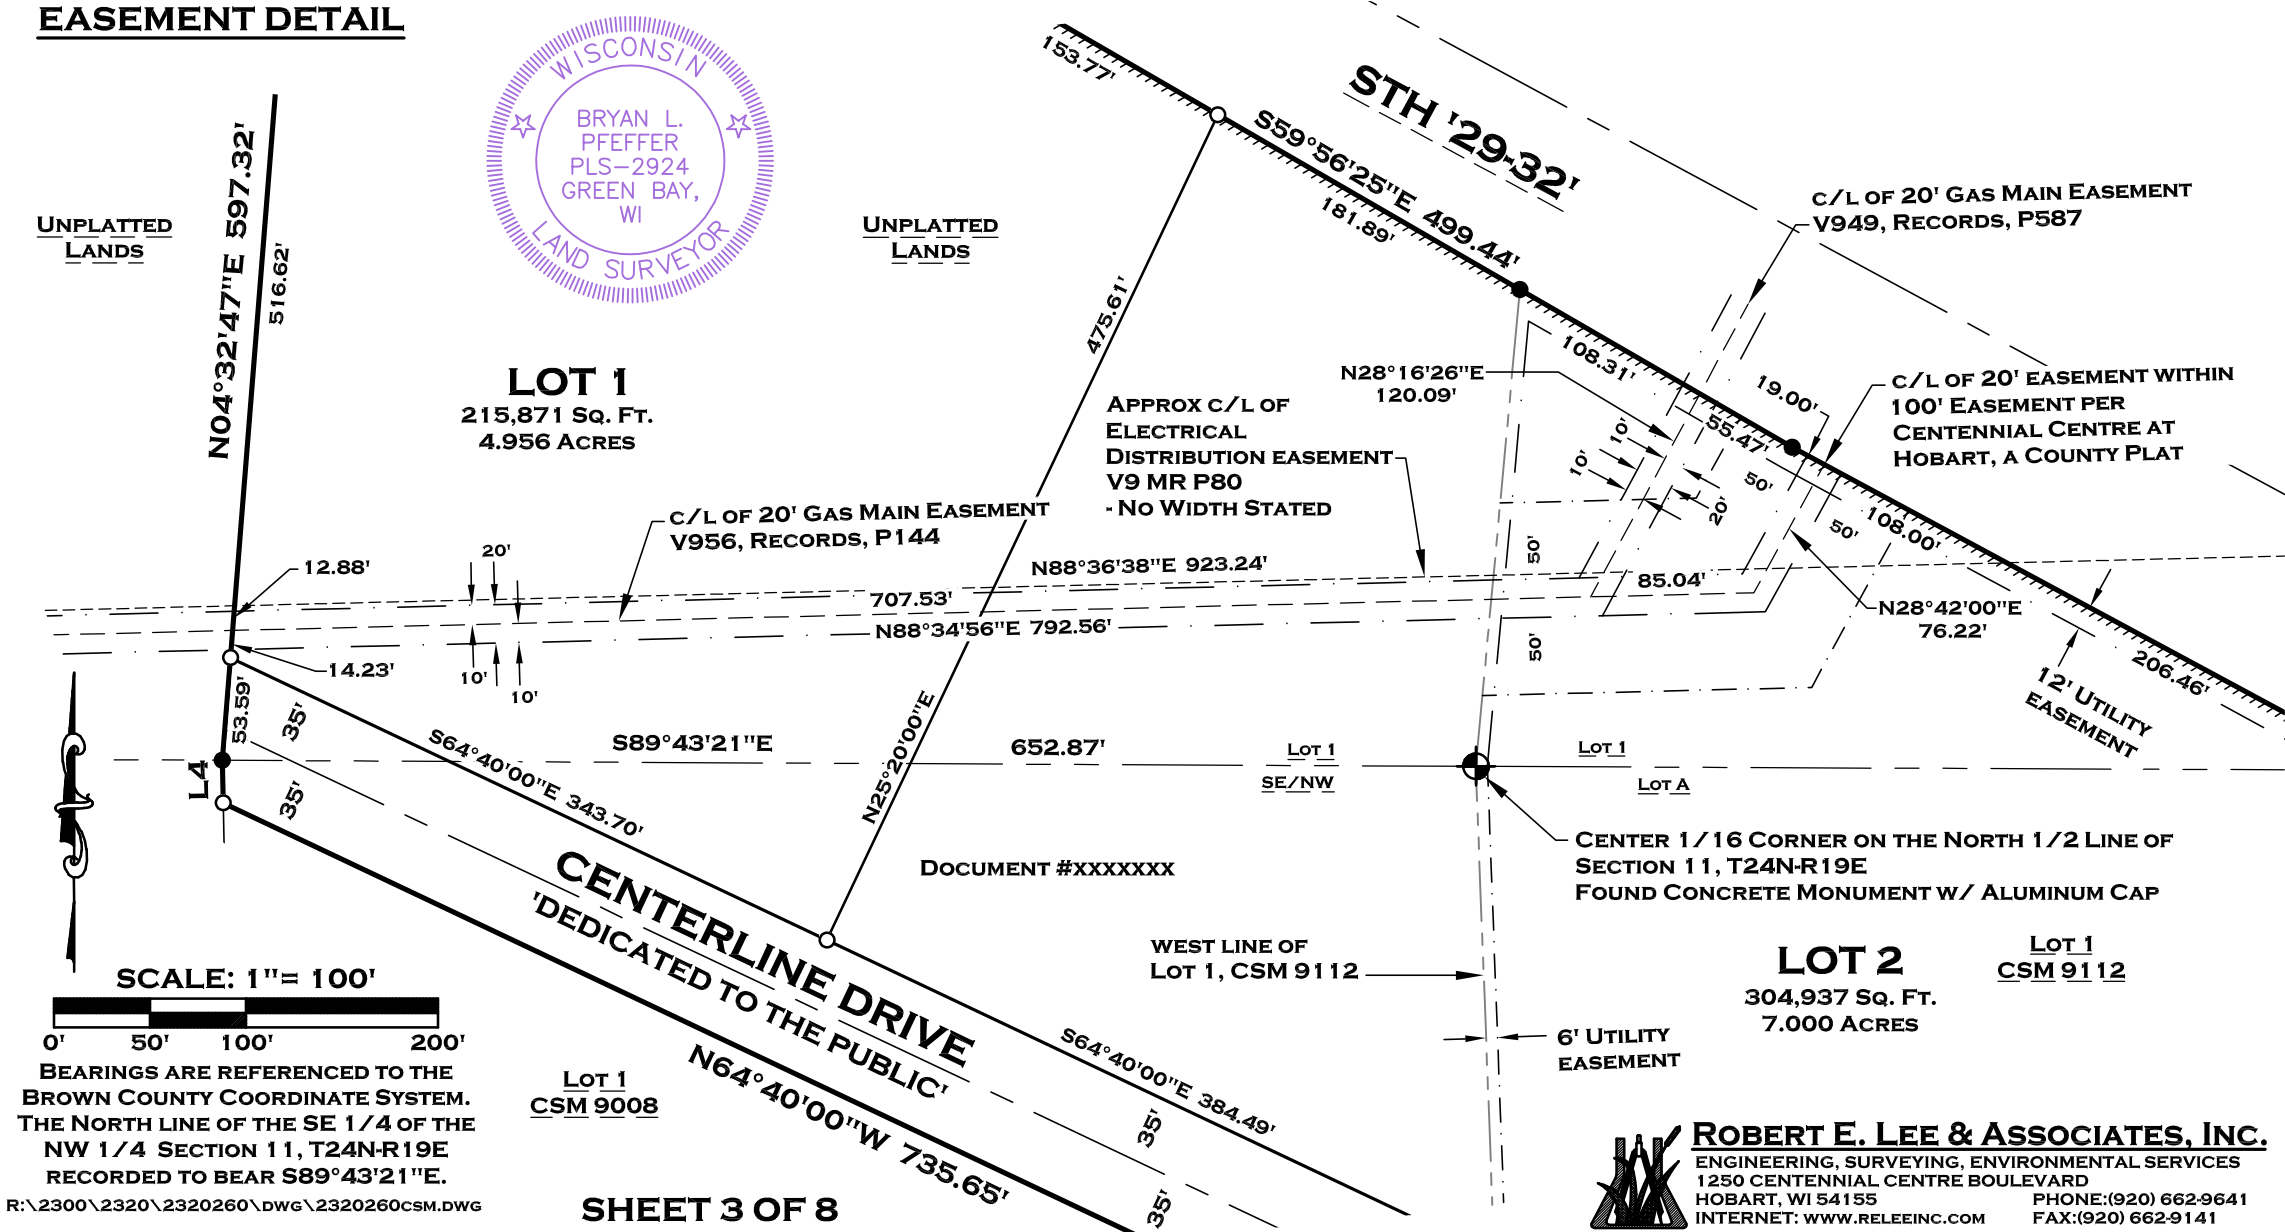 EASEMENT DETAIL
WISCONSIN
BRYAN L.
PFEFFER
PLS-2924
GREEN BAY,
WI
LAND SURVEYOR
153.77'
STH '29-32'
S59°56'25"E 499.44'
181.89'
C/L OF 20' GAS MAIN EASEMENT
V949, RECORDS, P587
N04°32'47"E 597.32'
516.62'
UNPLATTED
LANDS
UNPLATTED
LANDS
475.61'
LOT 1
215,871 SQ. FT.
4.956 ACRES
108.31'
N28°16'26"E
120.09'
19.00'
55.47'
C/L OF 20' EASEMENT WITHIN
100' EASEMENT PER
CENTENNIAL CENTRE AT
HOBART, A COUNTY PLAT
APPROX C/L OF
ELECTRICAL
DISTRIBUTION EASEMENT
V9 MR P80
- NO WIDTH STATED
10'
10'
20'
50'
50'
108.00'
C/L OF 20' GAS MAIN EASEMENT
V956, RECORDS, P144
12.88'
20'
N88°36'38"E 923.24'
50'
85.04'
707.53'
N88°34'56"E 792.56'
N28°42'00"E
76.22'
50'
14.23'
10'
10'
206.46'
12' UTILITY
EASEMENT
53.59'
35'
S64°40'00"E 343.70'
S89°43'21"E
652.87'
N25°20'00"E
LOT 1
SE/NW
LOT 1
LOT A
L4
35'
CENTER 1/16 CORNER ON THE NORTH 1/2 LINE OF
SECTION 11, T24N-R19E
FOUND CONCRETE MONUMENT W/ ALUMINUM CAP
DOCUMENT #XXXXXXX
CENTERLINE DRIVE
'DEDICATED TO THE PUBLIC'
WEST LINE OF
LOT 1, CSM 9112
LOT 2
304,937 SQ. FT.
7.000 ACRES
LOT 1
CSM 9112
SCALE: 1"= 100'
0' 50' 100' 200'
BEARINGS ARE REFERENCED TO THE
BROWN COUNTY COORDINATE SYSTEM.
THE NORTH LINE OF THE SE 1/4 OF THE
NW 1/4 SECTION 11, T24N-R19E
RECORDED TO BEAR S89°43'21"E.
R:\2300\2320\2320260\DWG\2320260CSM.DWG
LOT 1
CSM 9008
N64°40'00"W 735.65'
S64°40'00"E 384.49'
35'
35'
6' UTILITY
EASEMENT
SHEET 3 OF 8
ROBERT E. LEE & ASSOCIATES, INC.
ENGINEERING, SURVEYING, ENVIRONMENTAL SERVICES
1250 CENTENNIAL CENTRE BOULEVARD
HOBART, WI 54155 PHONE:(920) 662-9641
INTERNET: WWW.RELEEINC.COM FAX:(920) 662-9141